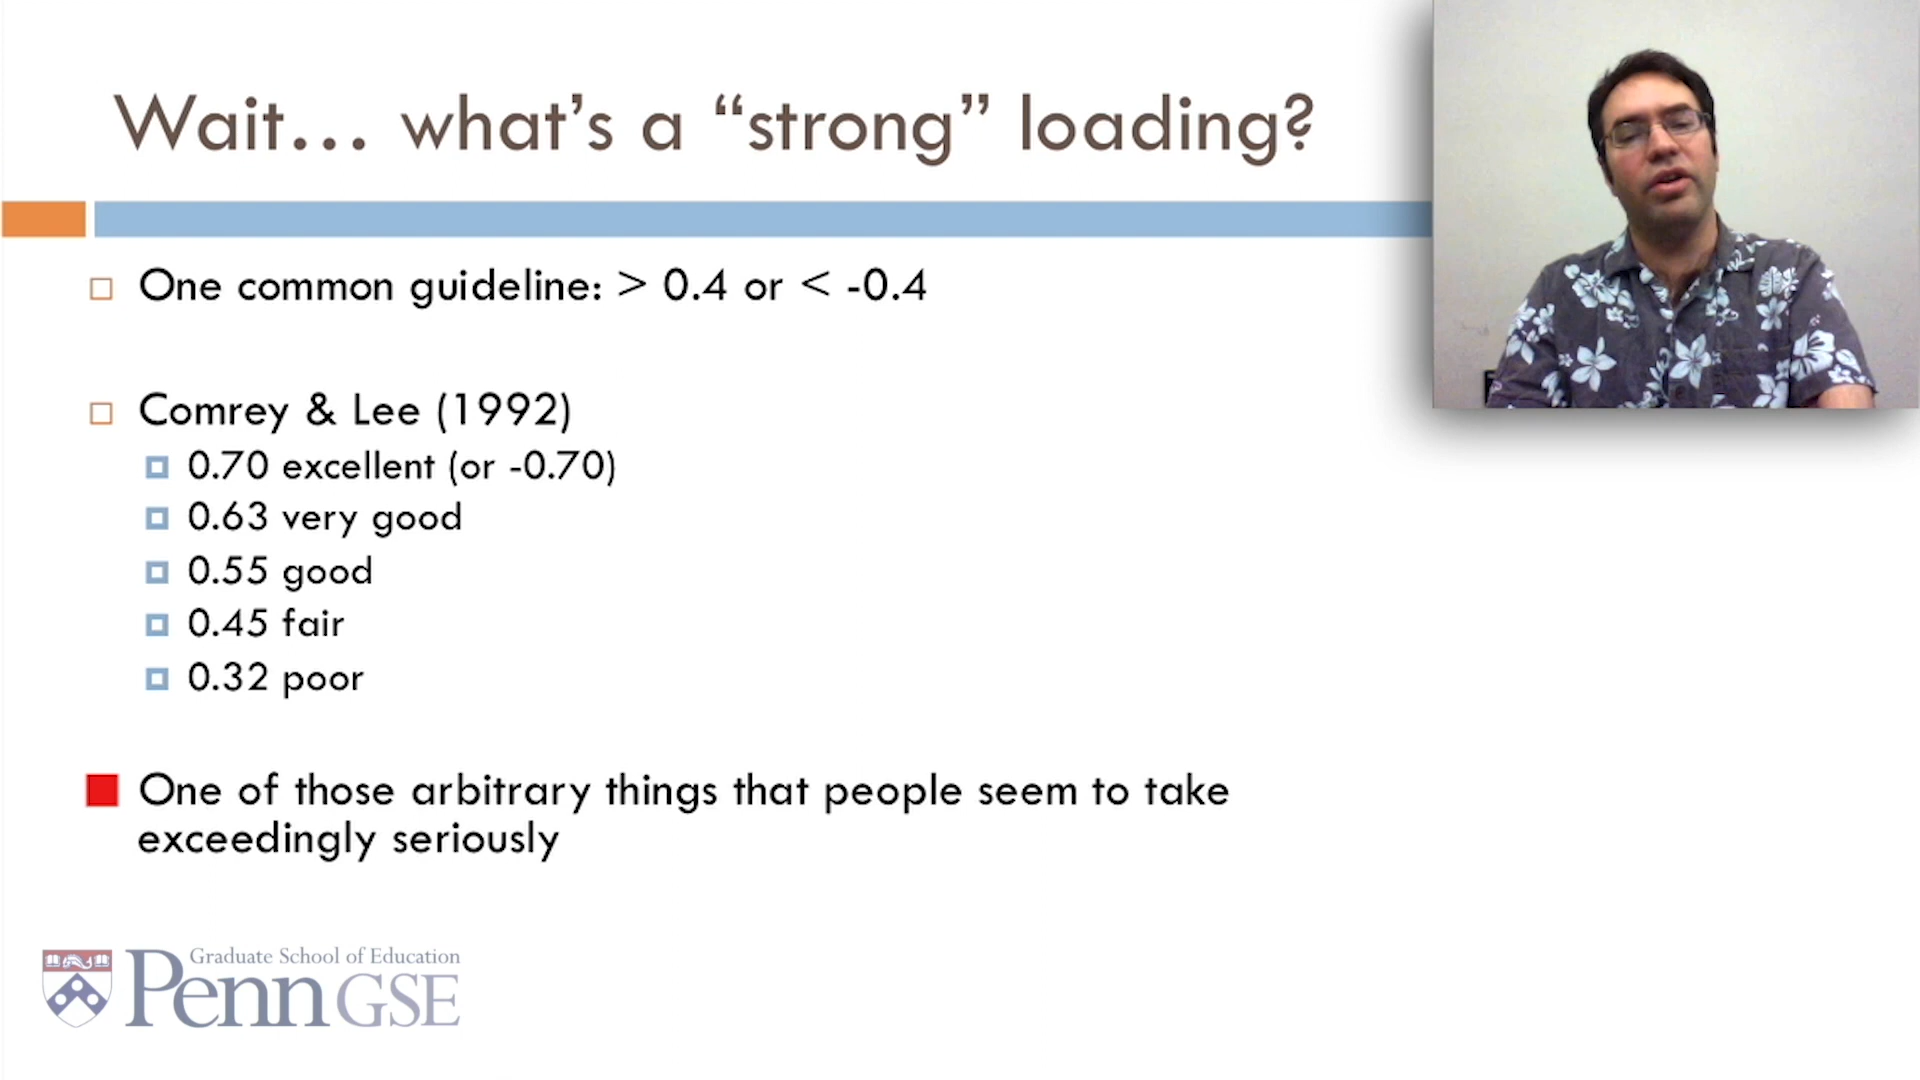 Wait… what’s a “strong” loading?
One common guideline: > 0.4 or < -0.4
Comrey & Lee (1992)
0.70 excellent (or -0.70)
0.63 very good
0.55 good
0.45 fair
0.32 poor
One of those arbitrary things that people seem to take
exceedingly seriously
Graduate School of Education
Penn GSE